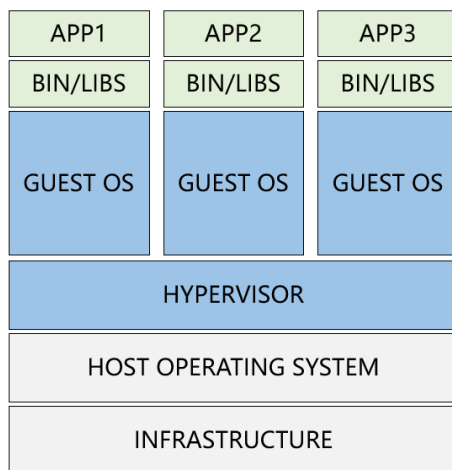 APP1
APP2
APP3
BIN/LIBS
BIN/LIBS
BIN/LIBS
GUEST OS
GUEST OS
GUEST OS
HYPERVISOR
HOST OPERATING SYSTEM
INFRASTRUCTURE